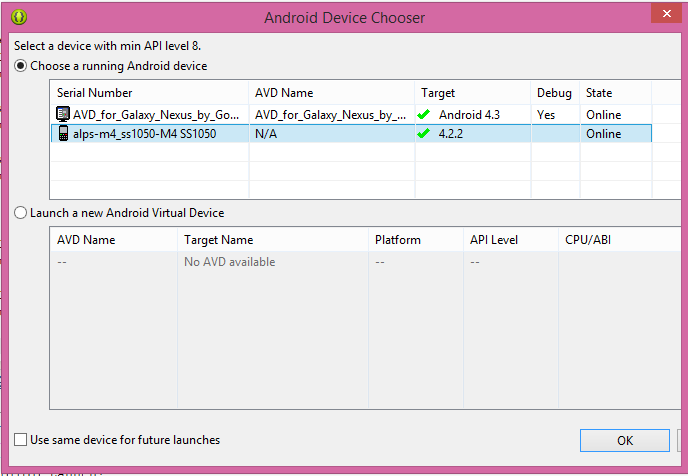 Android Device Chooser
Select a device with min API level 8.
Choose a running Android device
Serial Number AVD Name Target Debug State
AVD_for_Galaxy_Nexus_by_Go... AVD_for_Galaxy_Nexus_by_... Android 4.3 Yes Online
alps-m4_ss1050-M4 SS1050 N/A 4.2.2 Online
Launch a new Android Virtual Device
AVD Name Target Name Platform API Level CPU/ABI
-- No AVD available -- --
Use same device for future launches
OK